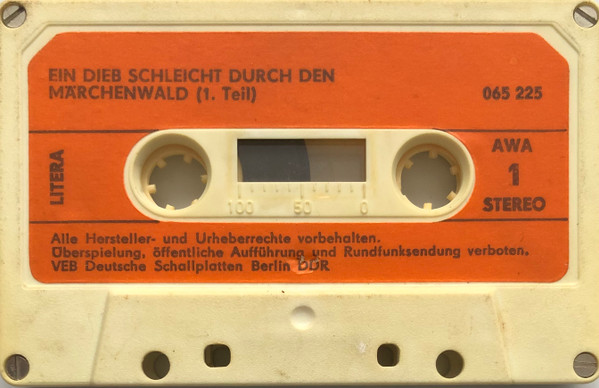 EIN DIEB SCHLEICHT DURCH DEN
MÄRCHENWALD (1. Teil)
065 225
LITERA
AWA
1
STEREO
100 50 0
Alle Hersteller- und Urheberrechte vorbehalten.
Überspielung, öffentliche Aufführung und Rundfunksendung verboten.
VEB Deutsche Schallplatten Berlin DDR